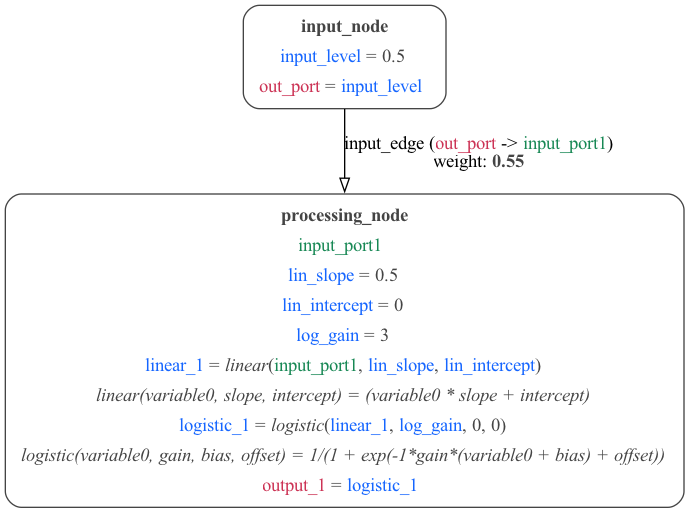 input_node
input_level = 0.5
out_port = input_level
input_edge (out_port -> input_port1)
weight: 0.55
processing_node
input_port1
lin_slope = 0.5
lin_intercept = 0
log_gain = 3
linear_1 = linear(input_port1, lin_slope, lin_intercept)
linear(variable0, slope, intercept) = (variable0 * slope + intercept)
logistic_1 = logistic(linear_1, log_gain, 0, 0)
logistic(variable0, gain, bias, offset) = 1/(1 + exp(-1*gain*(variable0 + bias) + offset))
output_1 = logistic_1